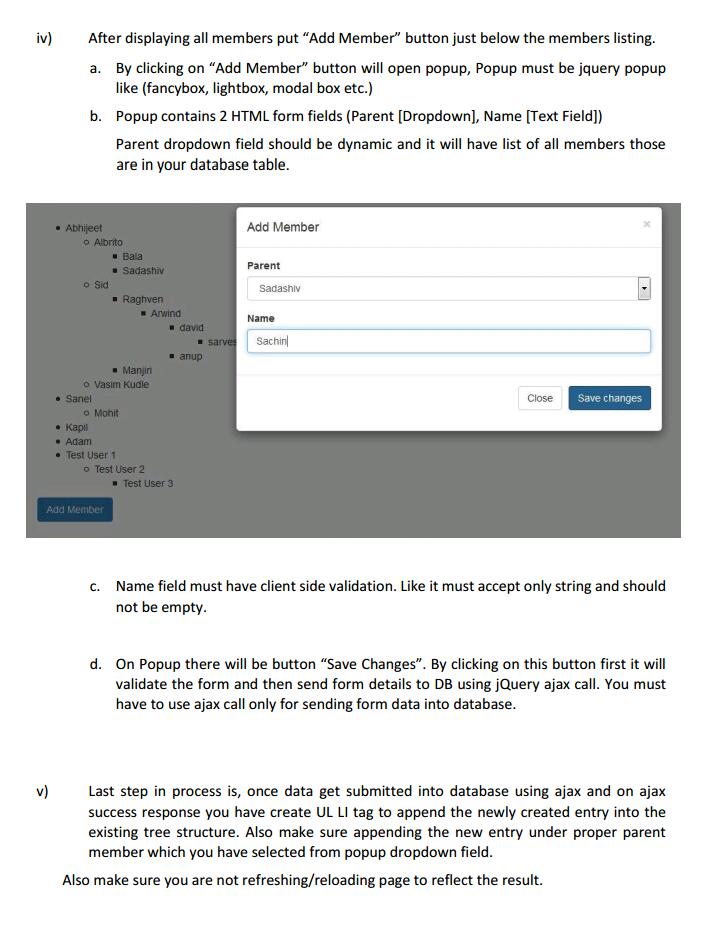 iv) After displaying all members put “Add Member” button just below the members listing.
a. By clicking on “Add Member” button will open popup, Popup must be jquery popup
like (fancybox, lightbox, modal box etc.)
b. Popup contains 2 HTML form fields (Parent [Dropdown], Name [Text Field])
Parent dropdown field should be dynamic and it will have list of all members those
are in your database table.
Abhijeet
Albrito
Bala
Sadashiv
Sid
Raghven
Arwind
david
sarves
anup
Manjiri
Vasim Kudle
Sanel
Mohit
Kapil
Adam
Test User 1
Test User 2
Test User 3
Add Member
Add Member
×
Parent
Sadashiv
Name
Sachin
Close
Save changes
c. Name field must have client side validation. Like it must accept only string and should
not be empty.
d. On Popup there will be button “Save Changes”. By clicking on this button first it will
validate the form and then send form details to DB using jQuery ajax call. You must
have to use ajax call only for sending form data into database.
v) Last step in process is, once data get submitted into database using ajax and on ajax
success response you have create UL LI tag to append the newly created entry into the
existing tree structure. Also make sure appending the new entry under proper parent
member which you have selected from popup dropdown field.
Also make sure you are not refreshing/reloading page to reflect the result.